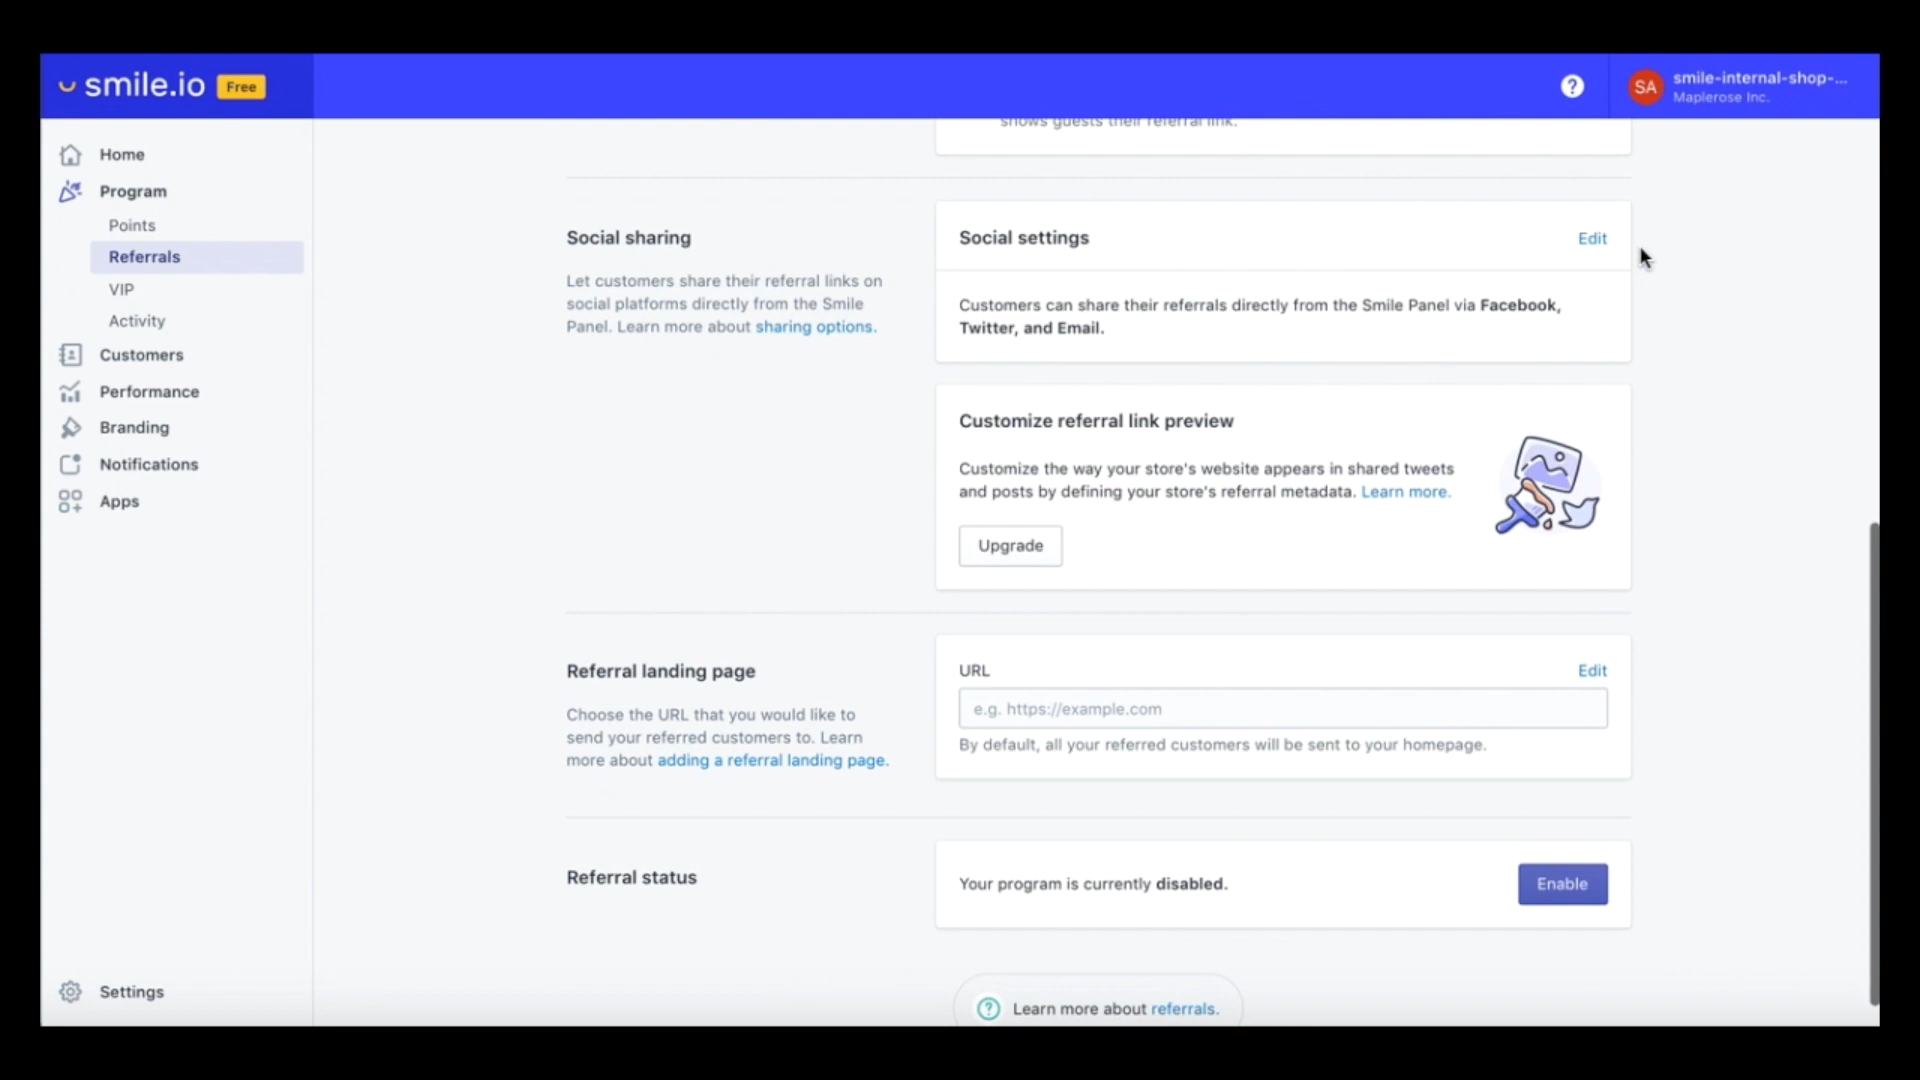 smile.io Free
smile-internal-shop-...
SA
Maplerose Inc.
Home
Program
Points
Referrals
VIP
Activity
Customers
Performance
Branding
Notifications
Apps
Settings
shows guests their referral link.
Social sharing
Let customers share their referral links on
social platforms directly from the Smile
Panel. Learn more about sharing options.
Social settings
Edit
Customers can share their referrals directly from the Smile Panel via Facebook,
Twitter, and Email.
Customize referral link preview
Customize the way your store's website appears in shared tweets
and posts by defining your store's referral metadata. Learn more.
Upgrade
Referral landing page
Choose the URL that you would like to
send your referred customers to. Learn
more about adding a referral landing page.
URL
Edit
e.g. https://example.com
By default, all your referred customers will be sent to your homepage.
Referral status
Your program is currently disabled.
Enable
Learn more about referrals.